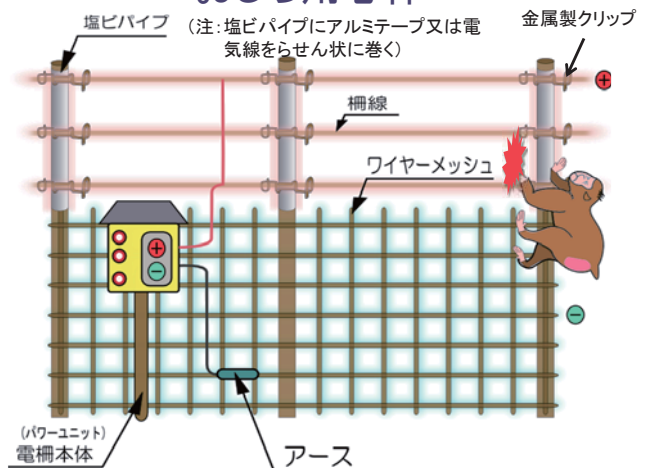 塩ビパイプ
(注:塩ビパイプにアルミテープ又は電
気線をらせん状に巻く)
金属製クリップ
+
柵線
ワイヤーメッシュ
+
−
−
(パワーユニット)
電柵本体
アース